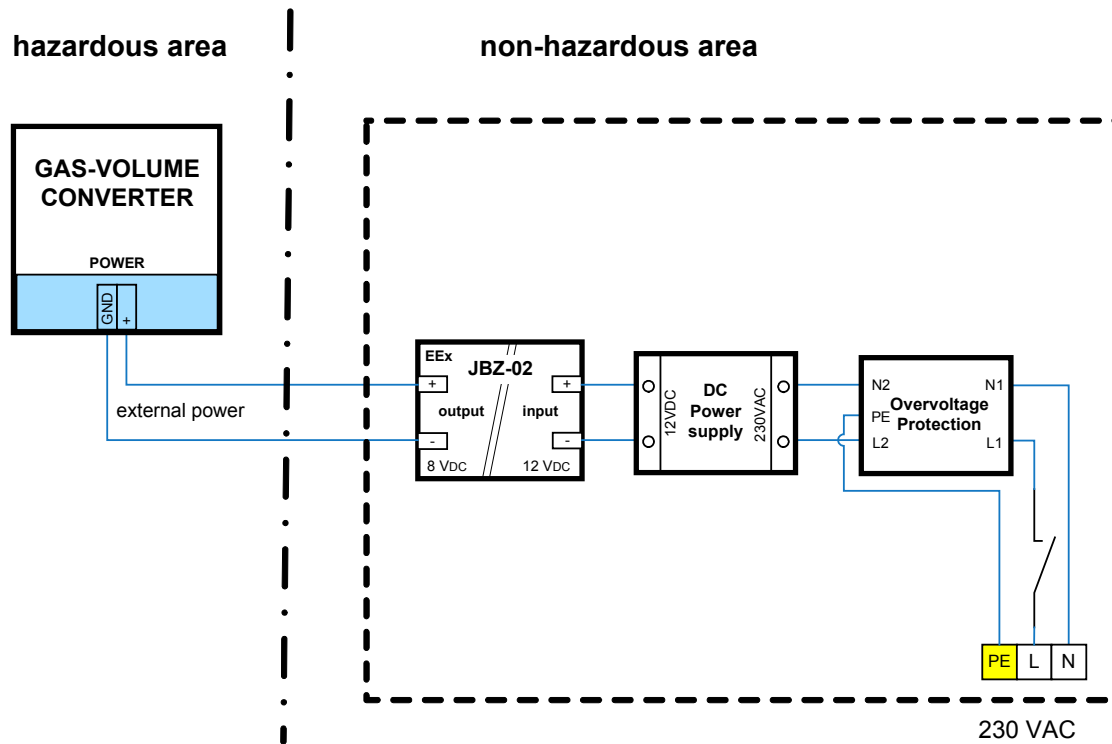 hazardous area
non-hazardous area
GAS-VOLUME
CONVERTER
POWER
GND
+
external power
EEx
JBZ-02
+
+
output
input
-
-
8 VDC
12 VDC
12VDC
DC
Power
supply
230VAC
N2
N1
PE
Overvoltage
Protection
L2
L1
PE
L
N
230 VAC